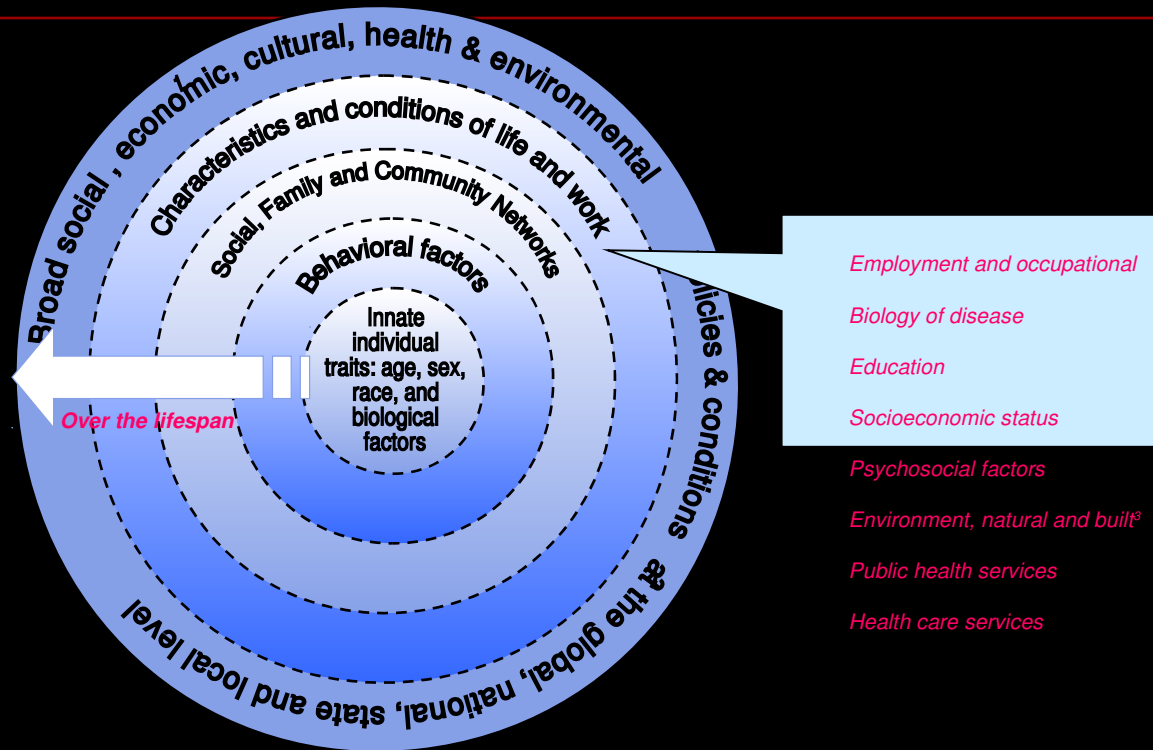 Broad social , economic, cultural, health & environmental
licies & conditions at the global, national, state and local level
1
Characteristics and conditions of life and work
Social, Family and Community Networks
Behavioral factors
Innate
individual
traits: age, sex,
race, and
biological
factors
Over the lifespan
Employment and occupational
Biology of disease
Education
Socioeconomic status
Psychosocial factors
Environment, natural and built³
Public health services
Health care services